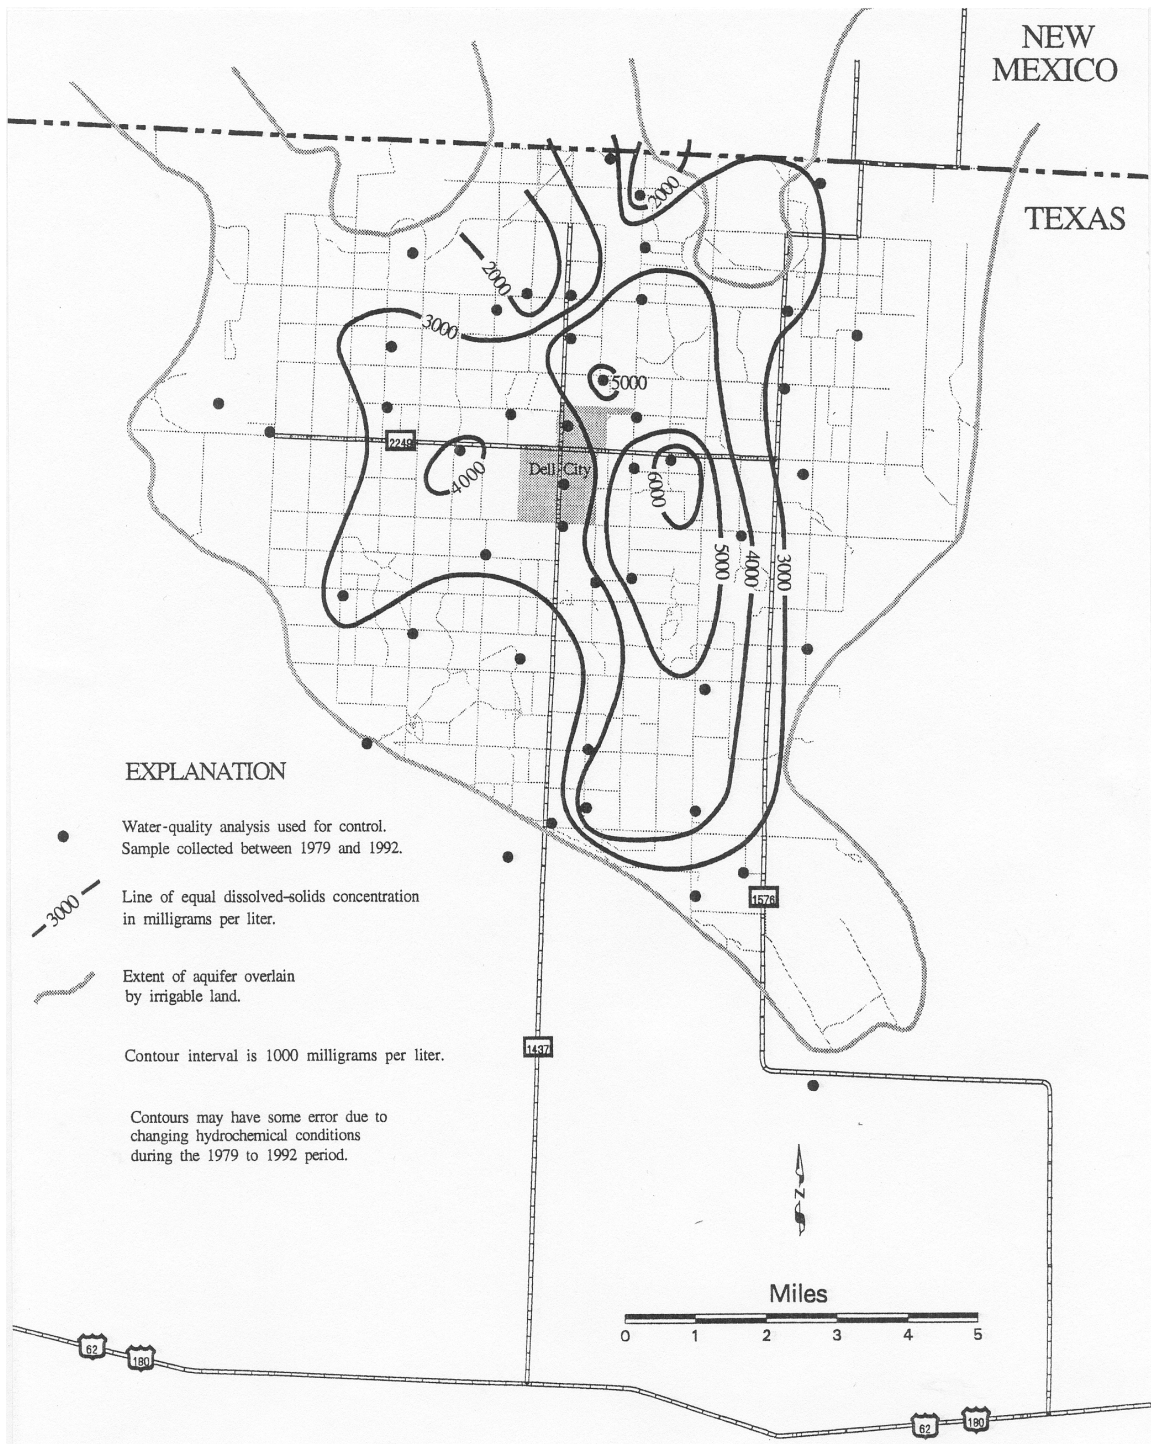 NEW
MEXICO
TEXAS
2000
2000
3000
5000
2249
4000
Dell City
6000
5000
4000
3000
EXPLANATION
Water-quality analysis used for control.
Sample collected between 1979 and 1992.
3000
Line of equal dissolved-solids concentration
in milligrams per liter.
1576
Extent of aquifer overlain
by irrigable land.
1437
Contour interval is 1000 milligrams per liter.
Contours may have some error due to
changing hydrochemical conditions
during the 1979 to 1992 period.
N
Miles
0 1 2 3 4 5
62
180
62
180